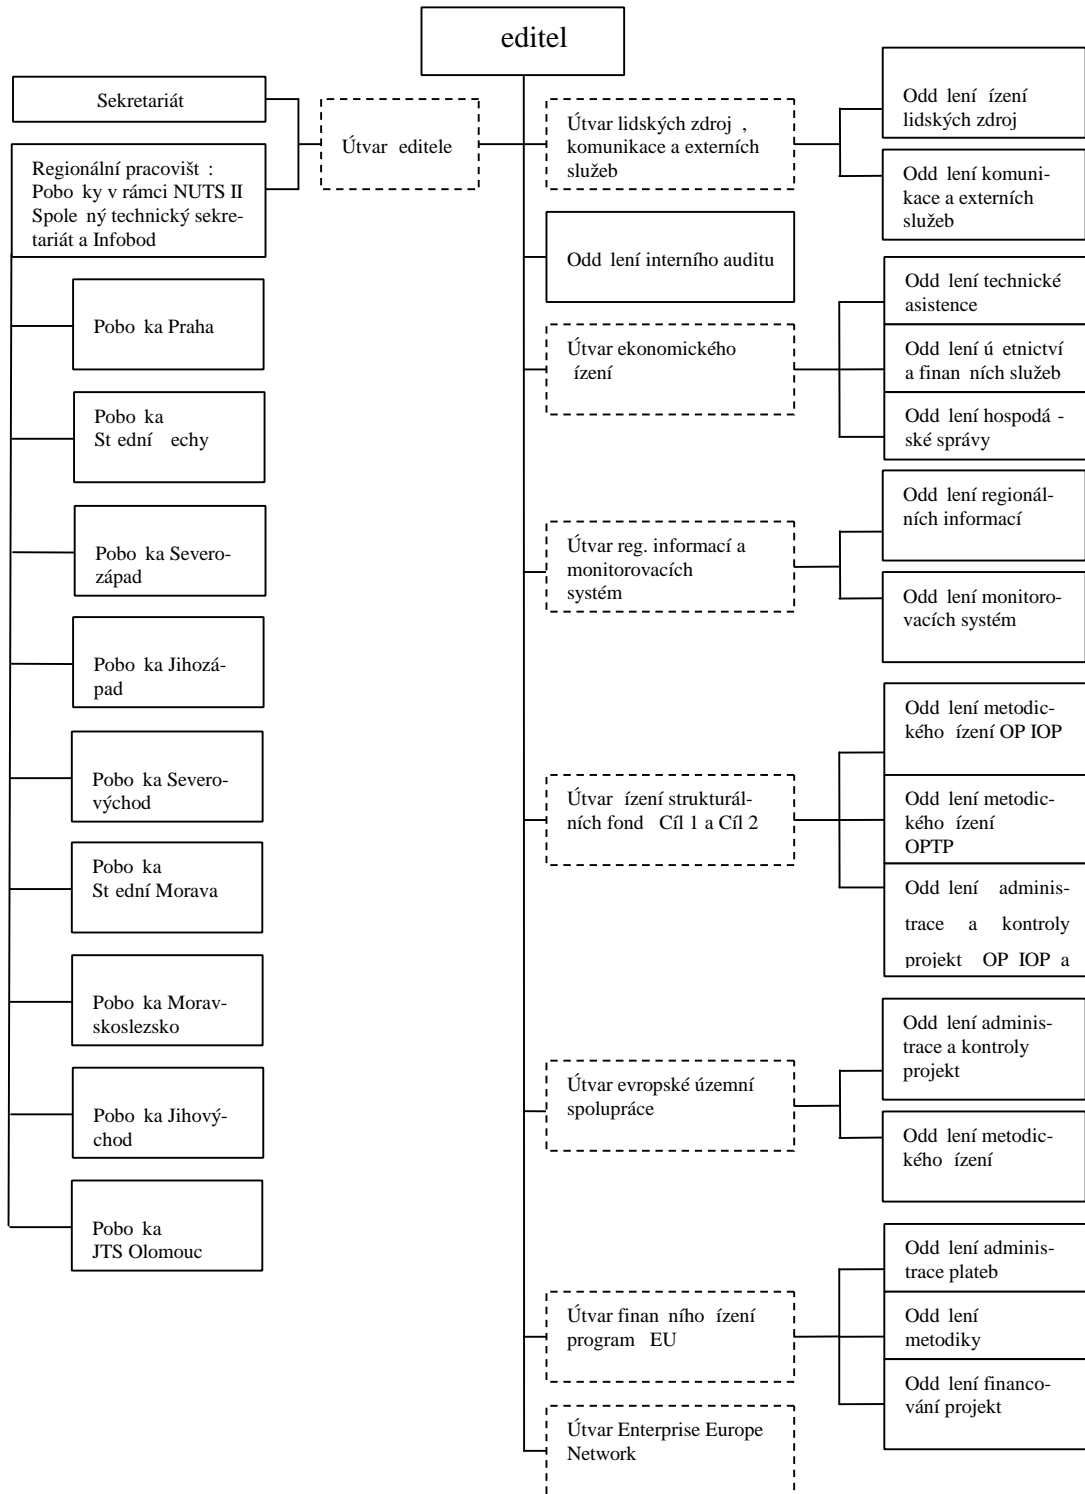 editel
Sekretariát
Regionální pracovišt :
Pobo ky v rámci NUTS II
Spole ný technický sekre-
tariát a Infobod
Útvar editele
Pobo ka Praha
Pobo ka
St ední echy
Pobo ka Severo-
západ
Pobo ka Jihozá-
pad
Pobo ka Severo-
východ
Pobo ka
St ední Morava
Pobo ka Morav-
skoslezsko
Pobo ka Jihový-
chod
Pobo ka
JTS Olomouc
Útvar lidských zdroj ,
komunikace a externích
služeb
Odd lení ízení
lidských zdroj
Odd lení komuni-
kace a externích
služeb
Odd lení interního auditu
Útvar ekonomického
ízení
Odd lení technické
asistence
Odd lení ú etnictví
a finan ních služeb
Odd lení hospodá -
ské správy
Útvar reg. informací a
monitorovacích
systém
Odd lení regionál-
ních informací
Odd lení monitoro-
vacích systém
Útvar ízení strukturál-
ních fond Cíl 1 a Cíl 2
Odd lení metodic-
kého ízení OP IOP
Odd lení metodic-
kého ízení
OPTP
Odd lení adminis-
trace a kontroly
projekt OP IOP a
Útvar evropské územní
spolupráce
Odd lení adminis-
trace a kontroly
projekt
Odd lení metodic-
kého ízení
Útvar finan ního ízení
program EU
Odd lení adminis-
trace plateb
Odd lení
metodiky
Odd lení financo-
vání projekt
Útvar Enterprise Europe
Network